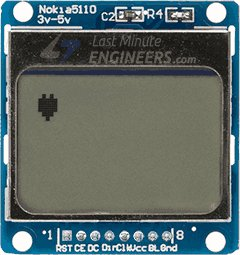 Nokia5110
3v-5v
C2
R4
Last Minute
ENGINEERS.com
1
8
RST CE DC Din Clk Vcc BL Gnd